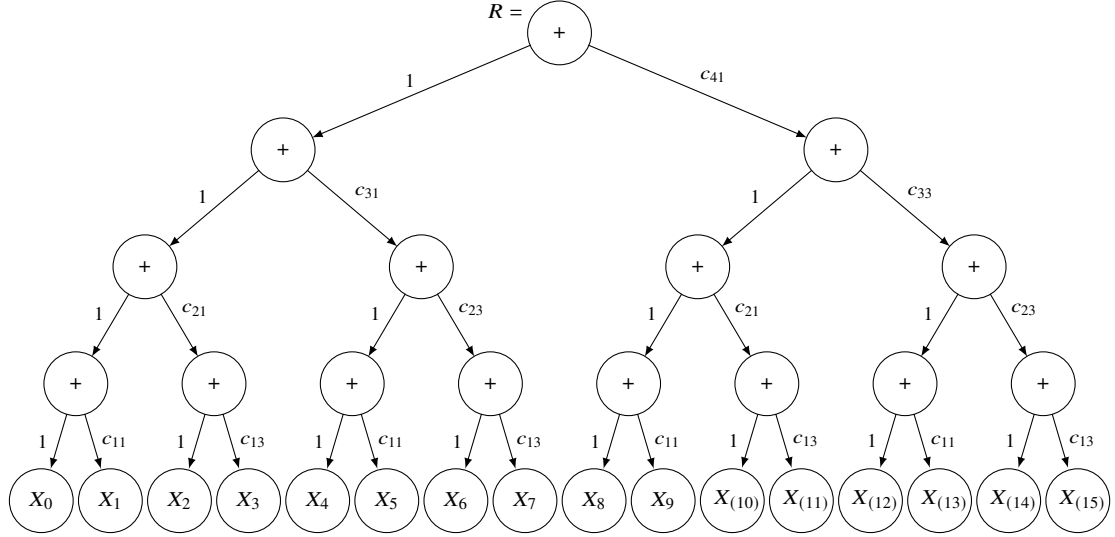 R = +
1 c₄₁
+ +
1 c₃₁ 1 c₃₃
+ + + +
1 c₂₁ 1 c₂₃ 1 c₂₁ 1 c₂₃
+ + + + + + + +
1 c₁₁ 1 c₁₃ 1 c₁₁ 1 c₁₃ 1 c₁₁ 1 c₁₃ 1 c₁₁ 1 c₁₃
X₀ X₁ X₂ X₃ X₄ X₅ X₆ X₇ X₈ X₉ X₍₁₀₎ X₍₁₁₎ X₍₁₂₎ X₍₁₃₎ X₍₁₄₎ X₍₁₅₎